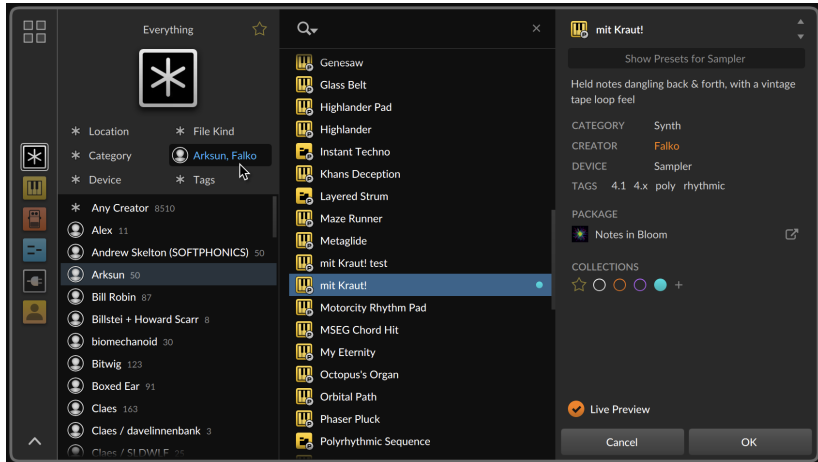 Everything
Location
File Kind
Category
Arksun, Falko
Device
Tags
Any Creator 8510
Alex 11
Andrew Skelton (SOFTPHONICS) 50
Arksun 50
Bill Robin 87
Billstei + Howard Scarr 8
biomechanoid 30
Bitwig 123
Boxed Ear 91
Claes 163
Claes / davelinnenbank 3
Claes / SLDWLF 25
Genesaw
Glass Belt
Highlander Pad
Highlander
Instant Techno
Khans Deception
Layered Strum
Maze Runner
Metaglide
mit Kraut! test
mit Kraut!
Motorcity Rhythm Pad
MSEG Chord Hit
My Eternity
Octopus's Organ
Orbital Path
Phaser Pluck
Polyrhythmic Sequence
mit Kraut!
Show Presets for Sampler
Held notes dangling back & forth, with a vintage
tape loop feel
CATEGORY Synth
CREATOR Falko
DEVICE Sampler
TAGS 4.1 4.x poly rhythmic
PACKAGE
Notes in Bloom
COLLECTIONS
Live Preview
Cancel
OK